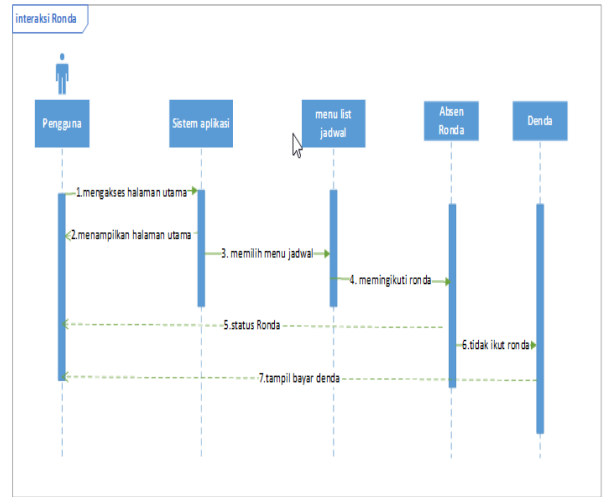 interaksi Ronda
Pengguna
Sistem aplikasi
menu list
jadwal
Absen
Ronda
Denda
1.mengakses halaman utama
2.menampilkan halaman utama
3. memilih menu jadwal
4. memingikuti ronda
5.status Ronda
6.tidak ikut ronda
7.tampil bayar denda